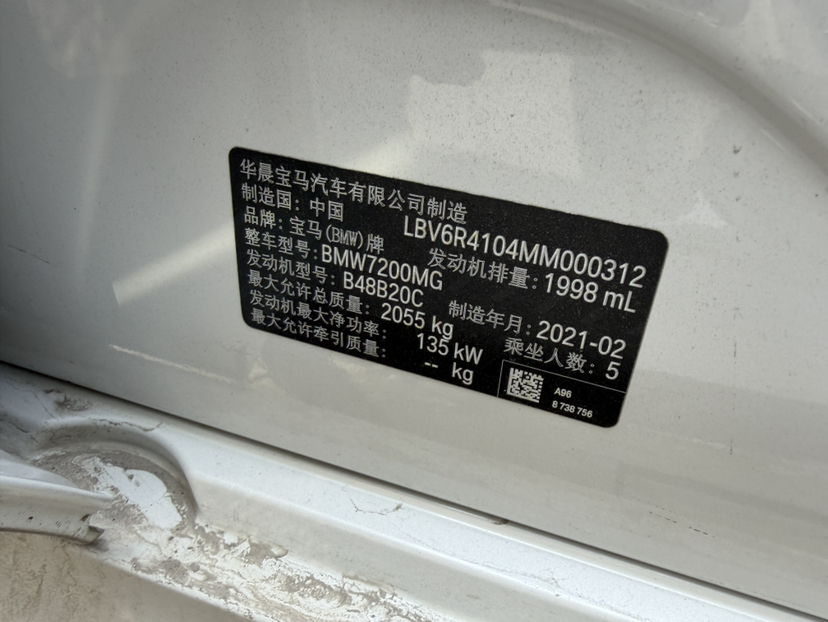 华晨宝马汽车有限公司制造
制造国：中国 LBV6R4104MM000312
品牌：宝马(BMW)牌 发动机排量：1998 mL
整车型号：BMW7200MG
发动机型号：B48B20C 制造年月：2021-02
最大允许总质量：2055 kg 乘坐人数：5
发动机最大净功率：135 kW
最大允许牵引质量：-- kg
A96
8 738 756